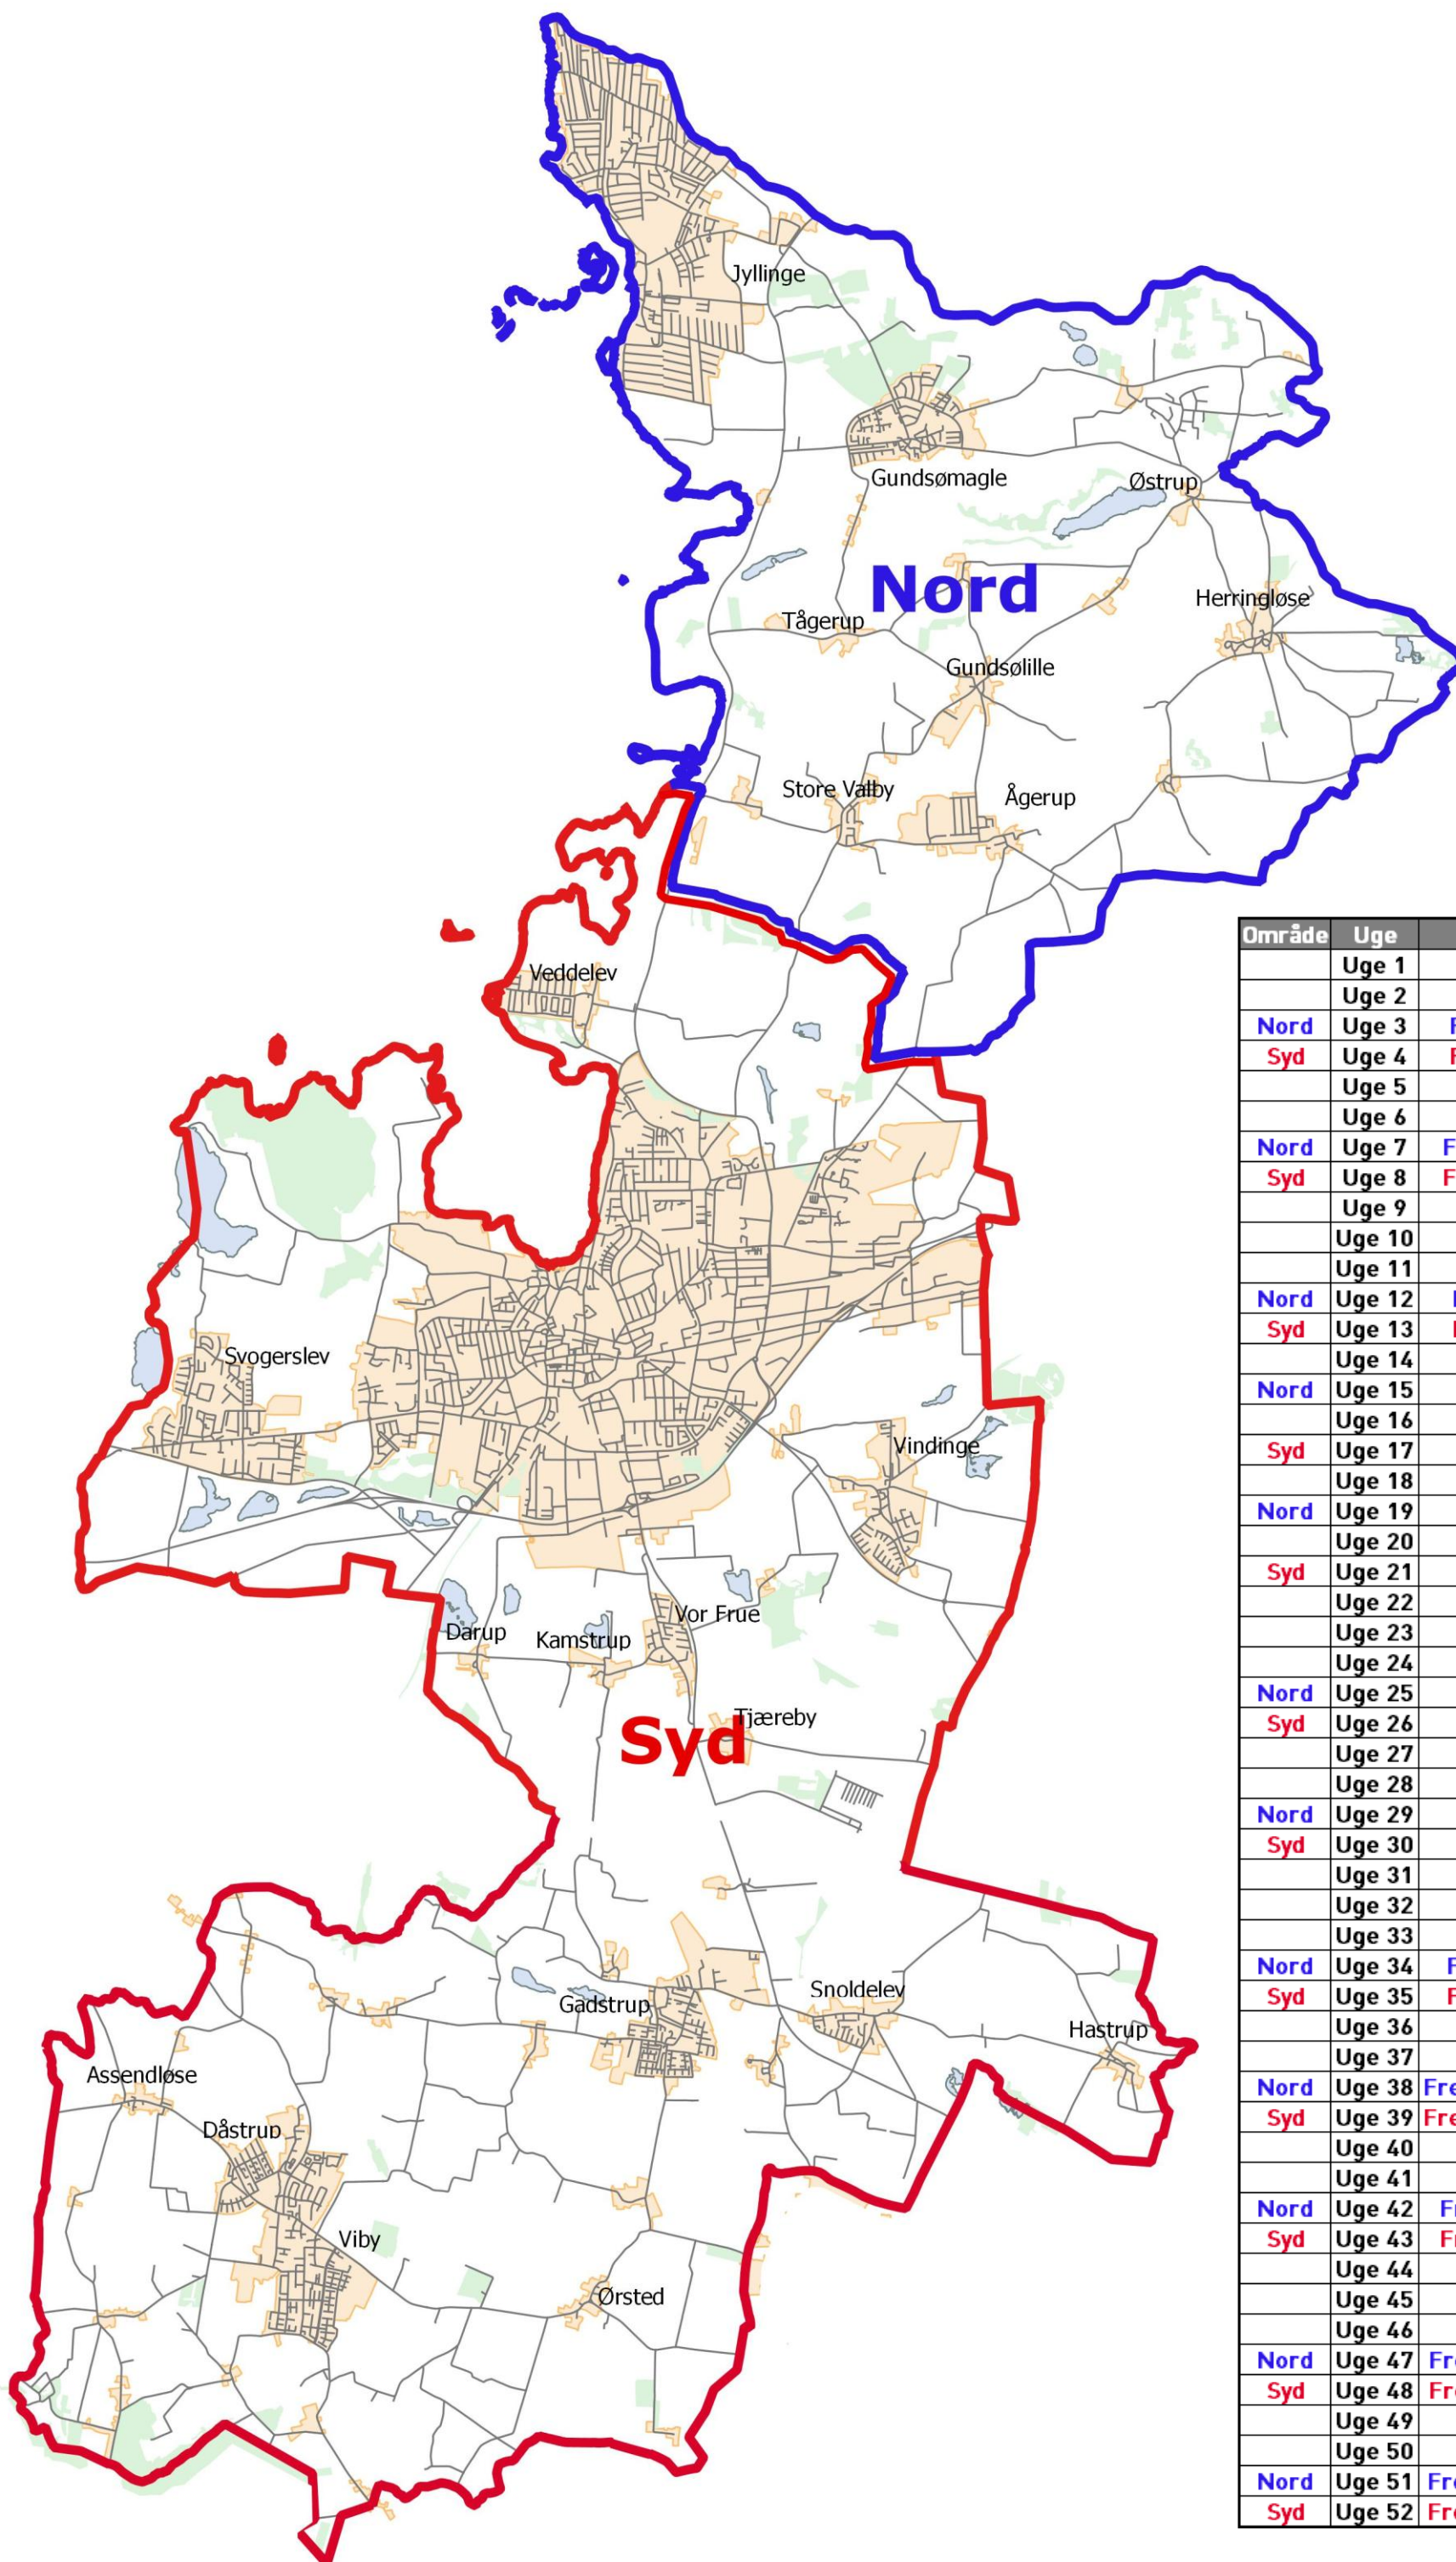 Jyllinge
Gundsømagle
Østrup
Nord
Herringløse
Tågerup
Gundsølille
Store Valby
Ågerup
Veddelev
Svogerslev
Vindinge
Vor Frue
Darup
Kamstrup
Tjæreby
Syd
Snoldelev
Gadstrup
Hastrup
Assendløse
Dåstrup
Viby
Ørsted
Område Uge
Uge 1
Uge 2
Nord Uge 3
Syd Uge 4
Uge 5
Uge 6
Nord Uge 7
Syd Uge 8
Uge 9
Uge 10
Uge 11
Nord Uge 12
Syd Uge 13
Uge 14
Nord Uge 15
Uge 16
Syd Uge 17
Uge 18
Nord Uge 19
Uge 20
Syd Uge 21
Uge 22
Uge 23
Uge 24
Nord Uge 25
Syd Uge 26
Uge 27
Uge 28
Nord Uge 29
Syd Uge 30
Uge 31
Uge 32
Uge 33
Nord Uge 34
Syd Uge 35
Uge 36
Uge 37
Nord Uge 38 Fre
Syd Uge 39 Fre
Uge 40
Uge 41
Nord Uge 42
Syd Uge 43
Uge 44
Uge 45
Uge 46
Nord Uge 47 Fre
Syd Uge 48 Fre
Uge 49
Uge 50
Nord Uge 51 Fre
Syd Uge 52 Fre